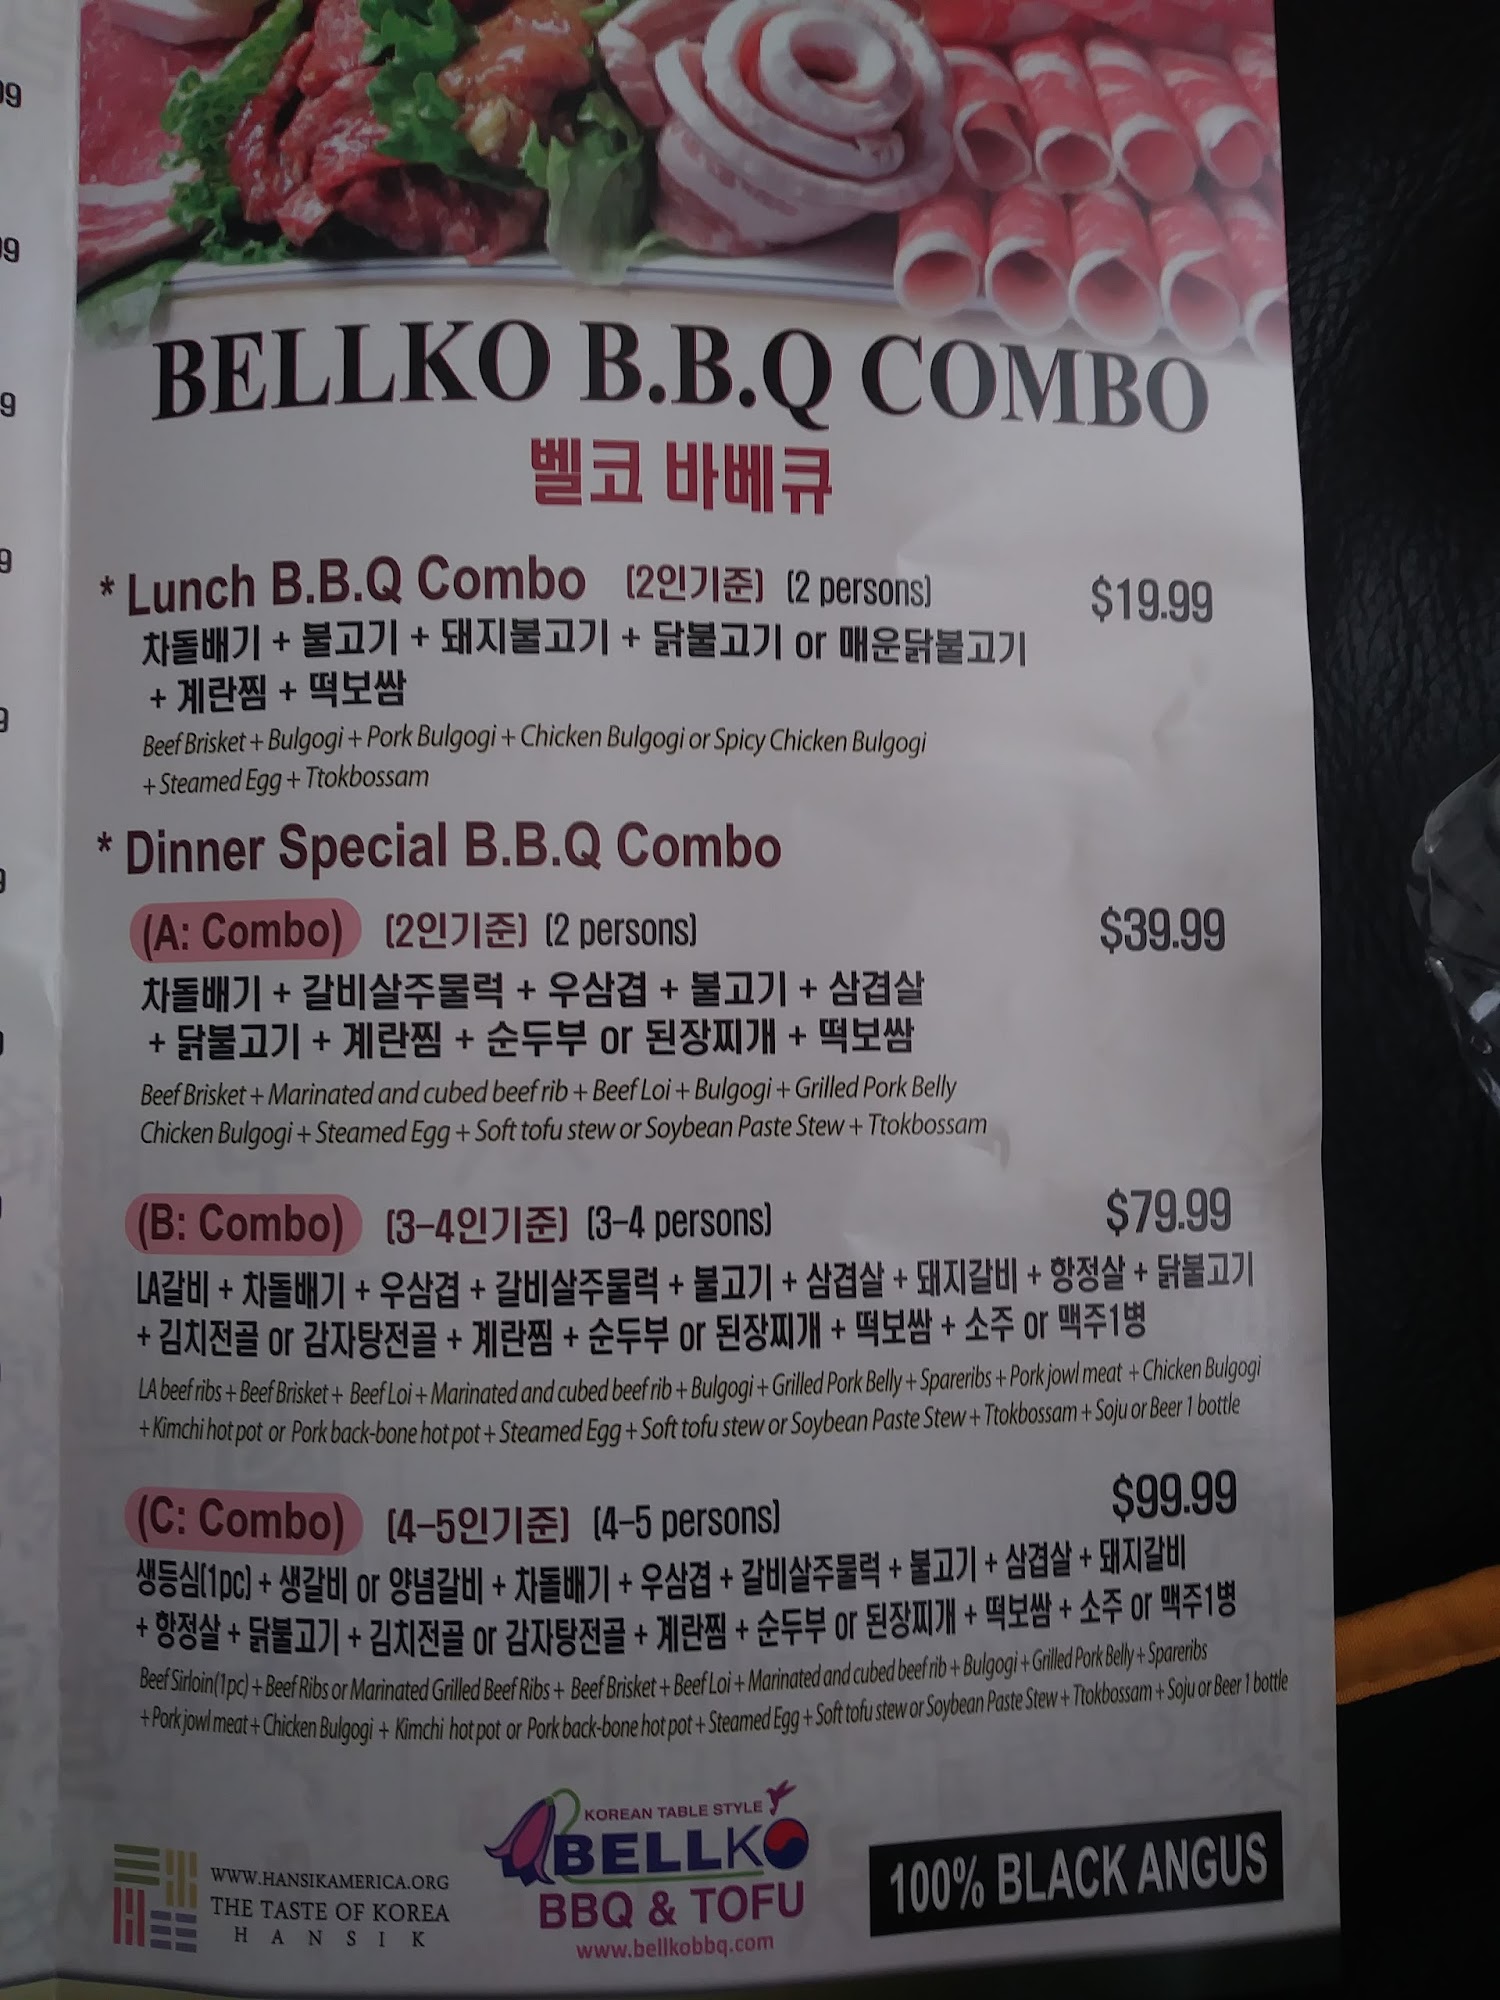 99
99
9
9
9
9
BELLKO B.B.Q COMBO
벨코 바베큐
* Lunch B.B.Q Combo (2인기준) (2 persons) $19.99
차돌배기 + 불고기 + 돼지불고기 + 닭불고기 or 매운닭불고기
+ 계란찜 + 떡보쌈
Beef Brisket + Bulgogi + Pork Bulgogi + Chicken Bulgogi or Spicy Chicken Bulgogi
+ Steamed Egg + Ttokbossam
* Dinner Special B.B.Q Combo
(A: Combo) (2인기준) (2 persons) $39.99
차돌배기 + 갈비살주물럭 + 우삼겹 + 불고기 + 삼겹살
+ 닭불고기 + 계란찜 + 순두부 or 된장찌개 + 떡보쌈
Beef Brisket + Marinated and cubed beef rib + Beef Loi + Bulgogi + Grilled Pork Belly
Chicken Bulgogi + Steamed Egg + Soft tofu stew or Soybean Paste Stew + Ttokbossam
(B: Combo) (3-4인기준) (3-4 persons) $79.99
LA갈비 + 차돌배기 + 우삼겹 + 갈비살주물럭 + 불고기 + 삼겹살 + 돼지갈비 + 항정살 + 닭불고기
+ 김치전골 or 감자탕전골 + 계란찜 + 순두부 or 된장찌개 + 떡보쌈 + 소주 or 맥주1병
LA beef ribs + Beef Brisket + Beef Loi + Marinated and cubed beef rib + Bulgogi + Grilled Pork Belly + Spareribs + Pork jowl meat + Chicken Bulgogi
+ Kimchi hot pot or Pork back-bone hot pot + Steamed Egg + Soft tofu stew or Soybean Paste Stew + Ttokbossam + Soju or Beer 1 bottle
(C: Combo) (4-5인기준) (4-5 persons) $99.99
생등심(1pc) + 생갈비 or 양념갈비 + 차돌배기 + 우삼겹 + 갈비살주물럭 + 불고기 + 삼겹살 + 돼지갈비
+ 항정살 + 닭불고기 + 김치전골 or 감자탕전골 + 계란찜 + 순두부 or 된장찌개 + 떡보쌈 + 소주 or 맥주1병
Beef Sirloin(1pc) + Beef Ribs or Marinated Grilled Beef Ribs + Beef Brisket + Beef Loi + Marinated and cubed beef rib + Bulgogi + Grilled Pork Belly + Spareribs
+ Pork jowl meat + Chicken Bulgogi + Kimchi hot pot or Pork back-bone hot pot + Steamed Egg + Soft tofu stew or Soybean Paste Stew + Ttokbossam + Soju or Beer 1 bottle
WWW.HANSIKAMERICA.ORG
THE TASTE OF KOREA
HANSIK
KOREAN TABLE STYLE
BELLKO
BBQ & TOFU
www.bellkobbq.com
100% BLACK ANGUS